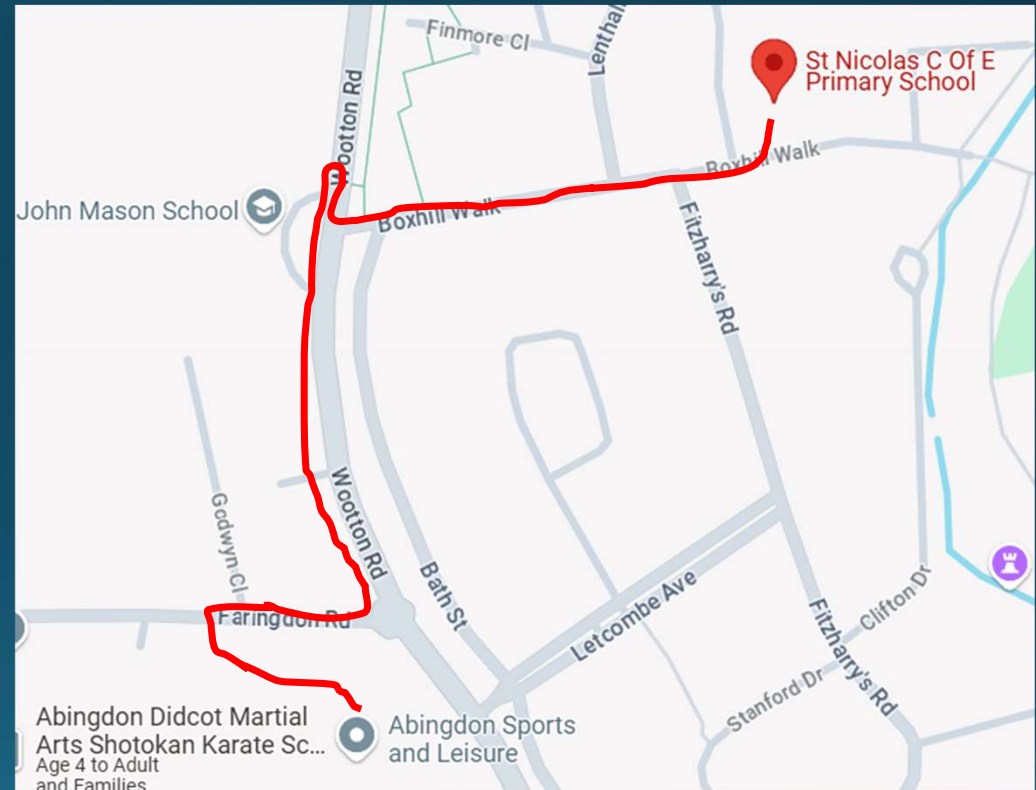 Finmore Cl
Lenthal
Wootton Rd
St Nicolas C Of E
Primary School
Boxhill Walk
John Mason School
Boxhill Walk
Fitzharry's Rd
Wootton Rd
Godwyn Cl
Bath St
Faringdon Rd
Letcombe Ave
Clifton Dr
Fitzharry's Rd
Stanford Dr
Abingdon Didcot Martial
Arts Shotokan Karate Sc...
Age 4 to Adult
and Families
Abingdon Sports
and Leisure